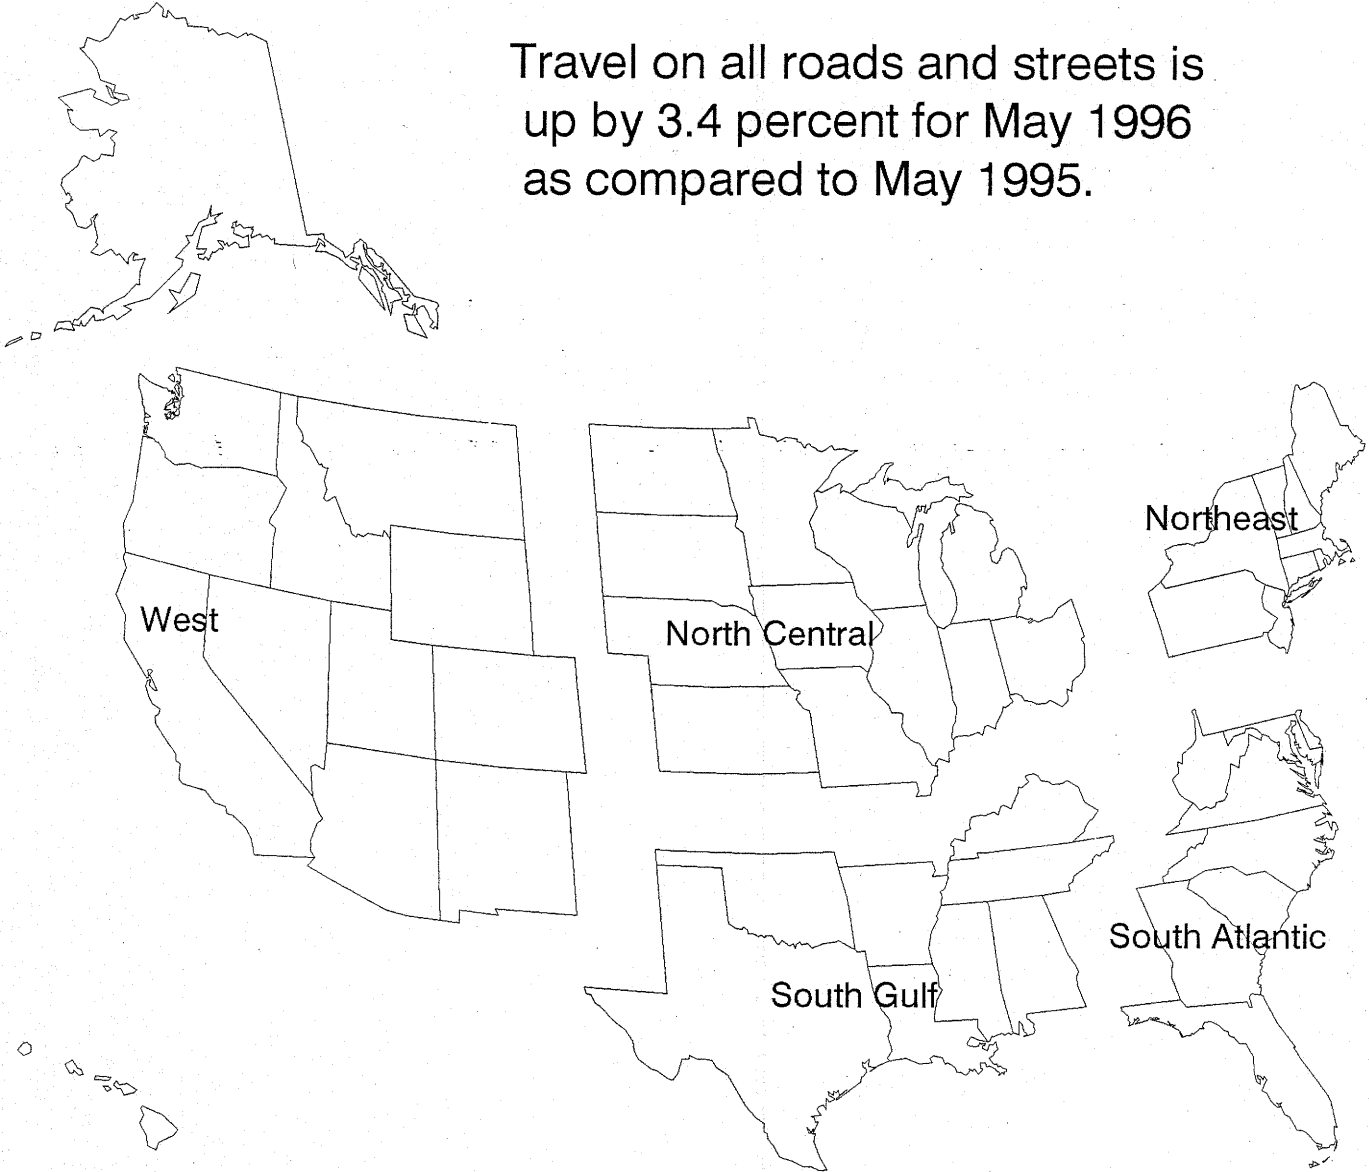 Travel on all roads and streets is
up by 3.4 percent for May 1996
as compared to May 1995.
Northeast
West
North Central
South Atlantic
South Gulf